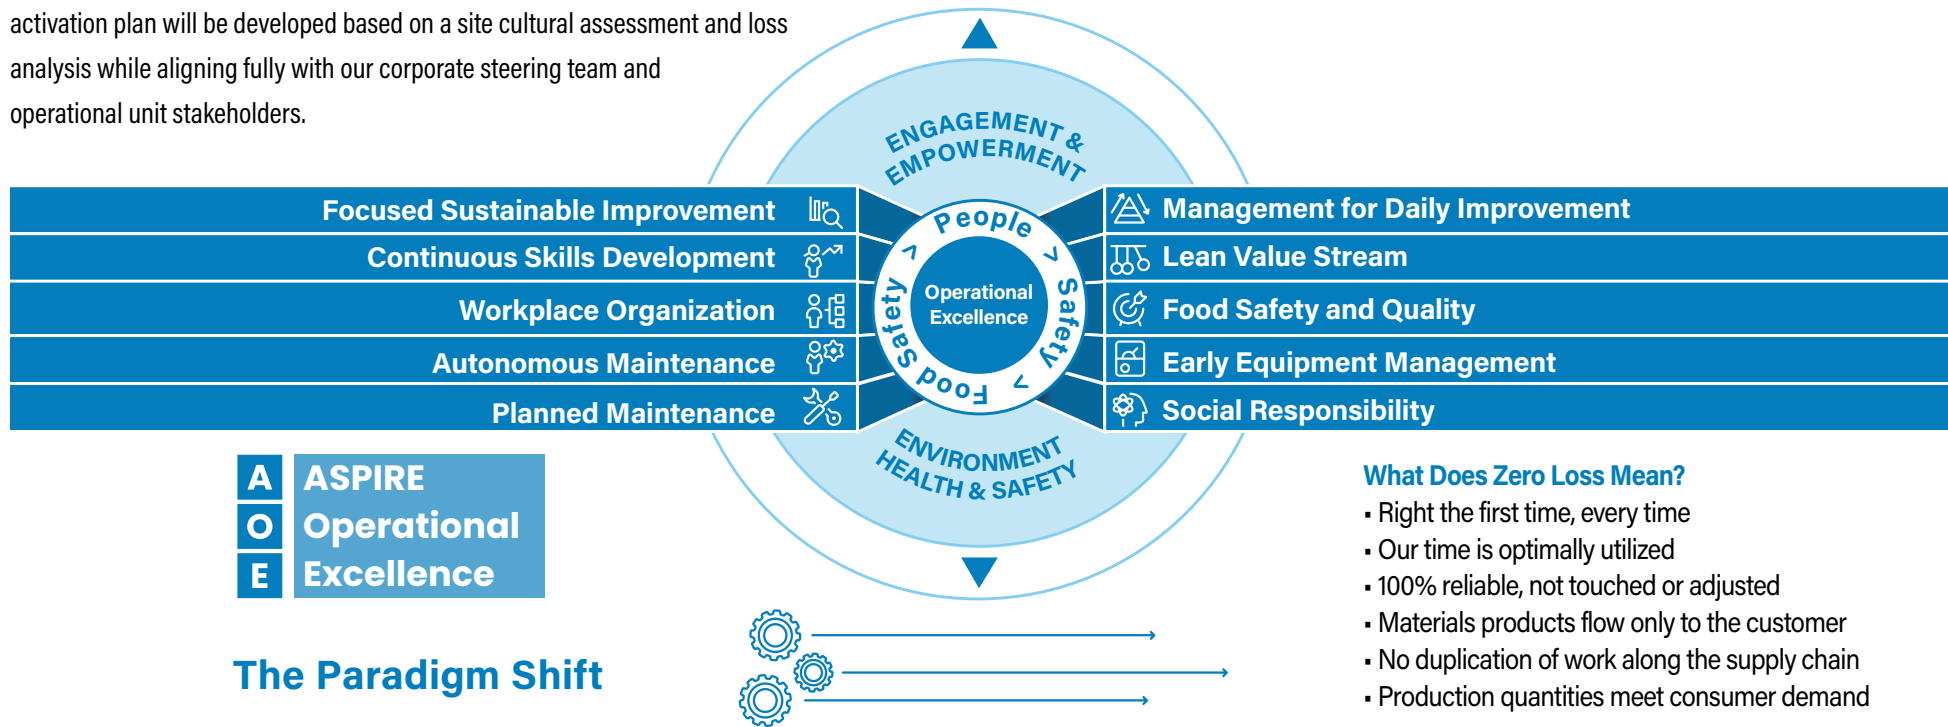 activation plan will be developed based on a site cultural assessment and loss
analysis while aligning fully with our corporate steering team and
operational unit stakeholders.
ENGAGEMENT &
EMPOWERMENT
Focused Sustainable Improvement
Continuous Skills Development
Workplace Organization
Autonomous Maintenance
Planned Maintenance
People > Safety > Food Safety >
Operational
Excellence
Management for Daily Improvement
Lean Value Stream
Food Safety and Quality
Early Equipment Management
Social Responsibility
ENVIRONMENT
HEALTH & SAFETY
A ASPIRE
O Operational
E Excellence
The Paradigm Shift
What Does Zero Loss Mean?
▪ Right the first time, every time
▪ Our time is optimally utilized
▪ 100% reliable, not touched or adjusted
▪ Materials products flow only to the customer
▪ No duplication of work along the supply chain
▪ Production quantities meet consumer demand